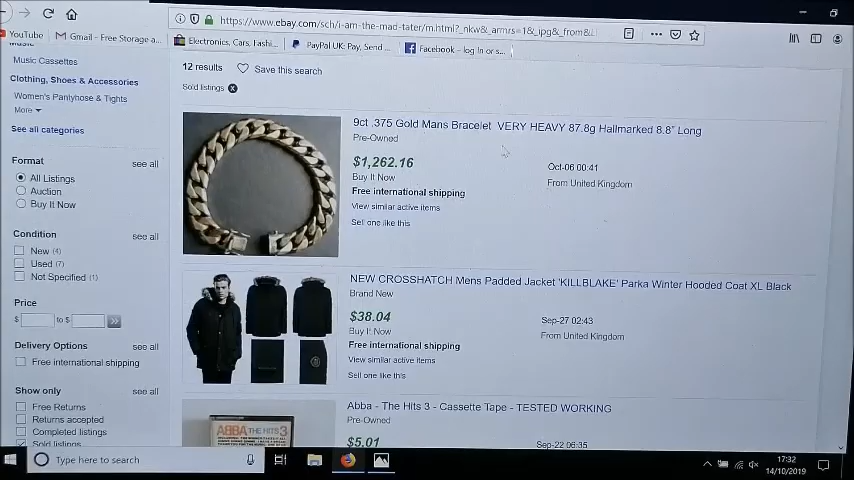 https://www.ebay.com/sch/i-am-the-mad-tater/m.html?_nkw&_armrs=1&_ipg&_from&
YouTube
Gmail - Free Storage a...
Electronics, Cars, Fashi...
PayPal UK: Pay, Send ...
Facebook – log in or s...
Music Cassettes
Clothing, Shoes & Accessories
Women's Pantyhose & Tights
More
See all categories
Format
see all
All Listings
Auction
Buy It Now
Condition
see all
New (4)
Used (7)
Not Specified (1)
Price
$
to $
Delivery Options
see all
Free international shipping
Show only
see all
Free Returns
Returns accepted
Completed listings
Sold listings
12 results
Save this search
Sold listings
9ct .375 Gold Mans Bracelet VERY HEAVY 87.8g Hallmarked 8.8" Long
Pre-Owned
$1,262.16
Buy It Now
Free international shipping
View similar active items
Sell one like this
Oct-06 00:41
From United Kingdom
NEW CROSSHATCH Mens Padded Jacket 'KILLBLAKE' Parka Winter Hooded Coat XL Black
Brand New
$38.04
Buy It Now
Free international shipping
View similar active items
Sell one like this
Sep-27 02:43
From United Kingdom
Abba - The Hits 3 - Cassette Tape - TESTED WORKING
Pre-Owned
$5.01
Sep-22 06:35
ABBA THE HITS 3
Type here to search
17:32
14/10/2019